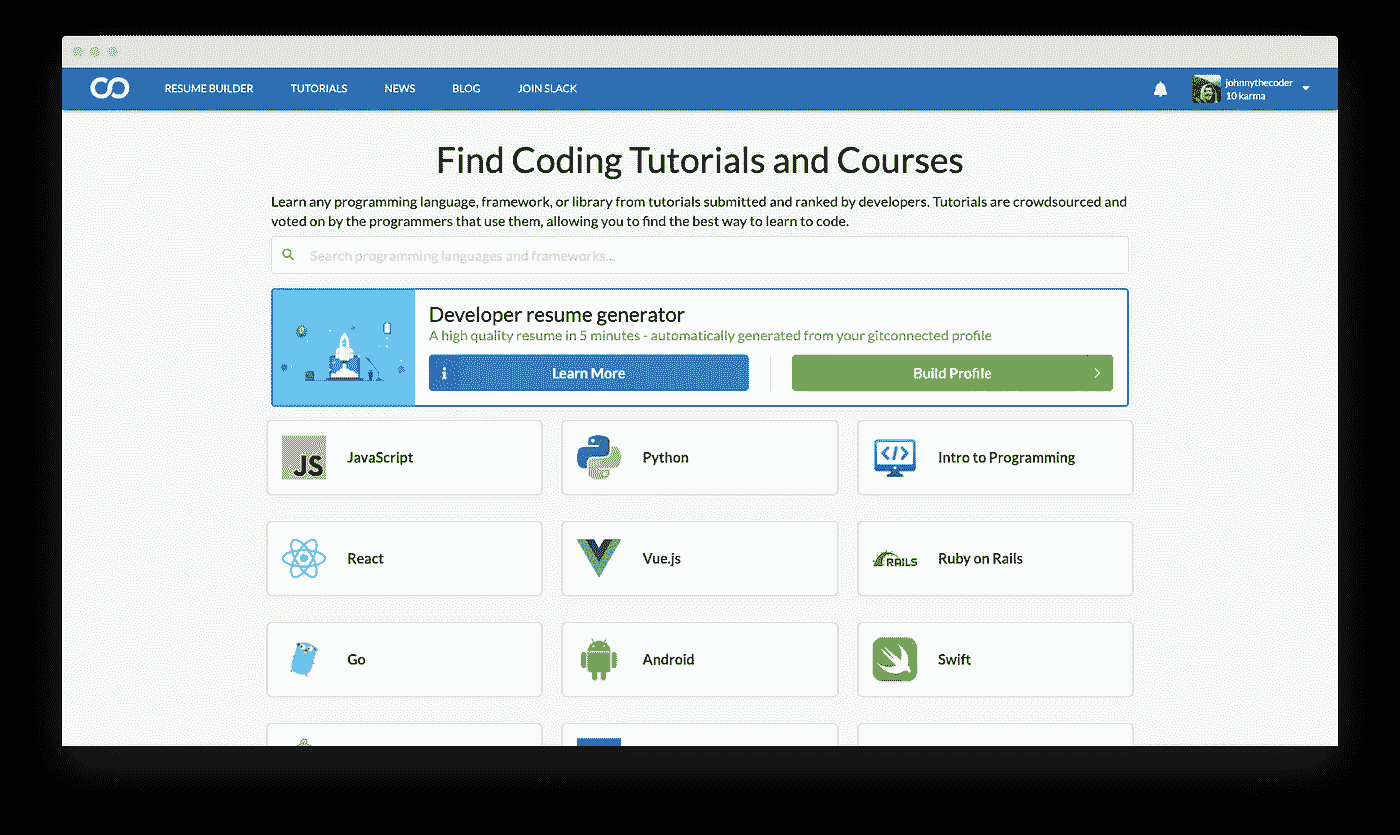 RESUME BUILDER TUTORIALS NEWS BLOG JOIN SLACK
johnnythecoder
10 karma
Find Coding Tutorials and Courses
Learn any programming language, framework, or library from tutorials submitted and ranked by developers. Tutorials are crowdsourced and
voted on by the programmers that use them, allowing you to find the best way to learn to code.
Search programming languages and frameworks...
Developer resume generator
A high quality resume in 5 minutes - automatically generated from your gitconnected profile
i Learn More
Build Profile
JS JavaScript
Python
</> Intro to Programming
React
Vue.js
RAILS Ruby on Rails
Go
Android
Swift